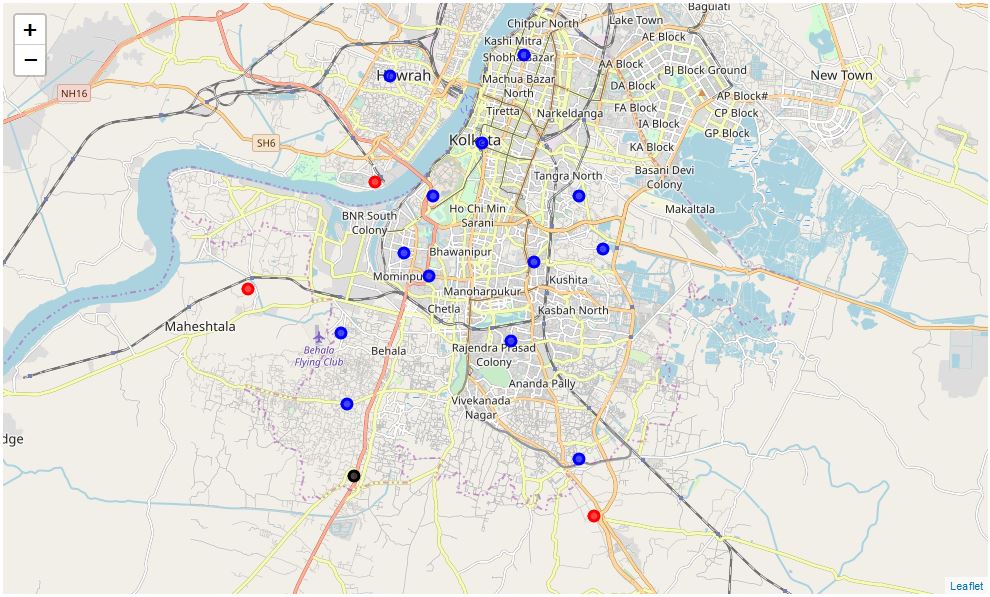 Baguiati
Lake Town
Chitpur North
+
AE Block
Kashi Mitra
Shobhabazar
−
AA Block
BJ Block Ground
New Town
Howrah
Machua Bazar
North
DA Block
NH16
AP Block#
FA Block
CP Block
Tiretta
Narkeldanga
IA Block
GP Block
SH6
Kolkata
KA Block
Basani Devi
Colony
Tangra North
Makaltala
BNR South
Colony
Ho Chi Min
Sarani
Bhawanipur
Mominpur
Kushita
Manoharpukur
Chetla
Kasbah North
Maheshtala
Behala
Flying Club
Behala
Rajendra Prasad
Colony
Ananda Pally
Vivekanada
Nagar
dge
Leaflet